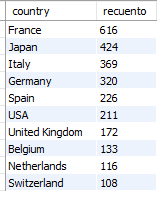 country recuento
France 616
Japan 424
Italy 369
Germany 320
Spain 226
USA 211
United Kingdom 172
Belgium 133
Netherlands 116
Switzerland 108